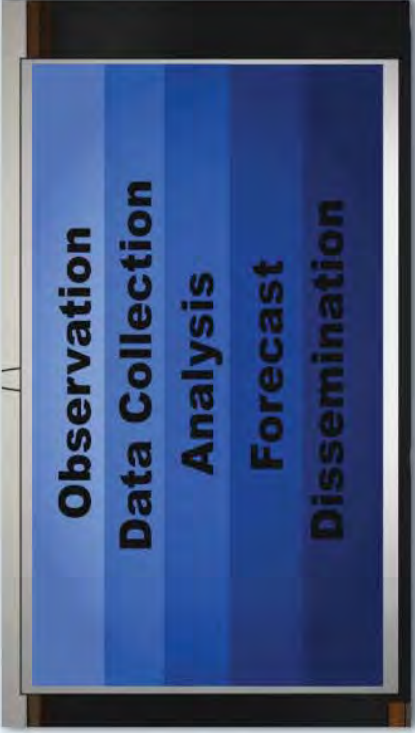 Observation
Data Collection
Analysis
Forecast
Dissemination